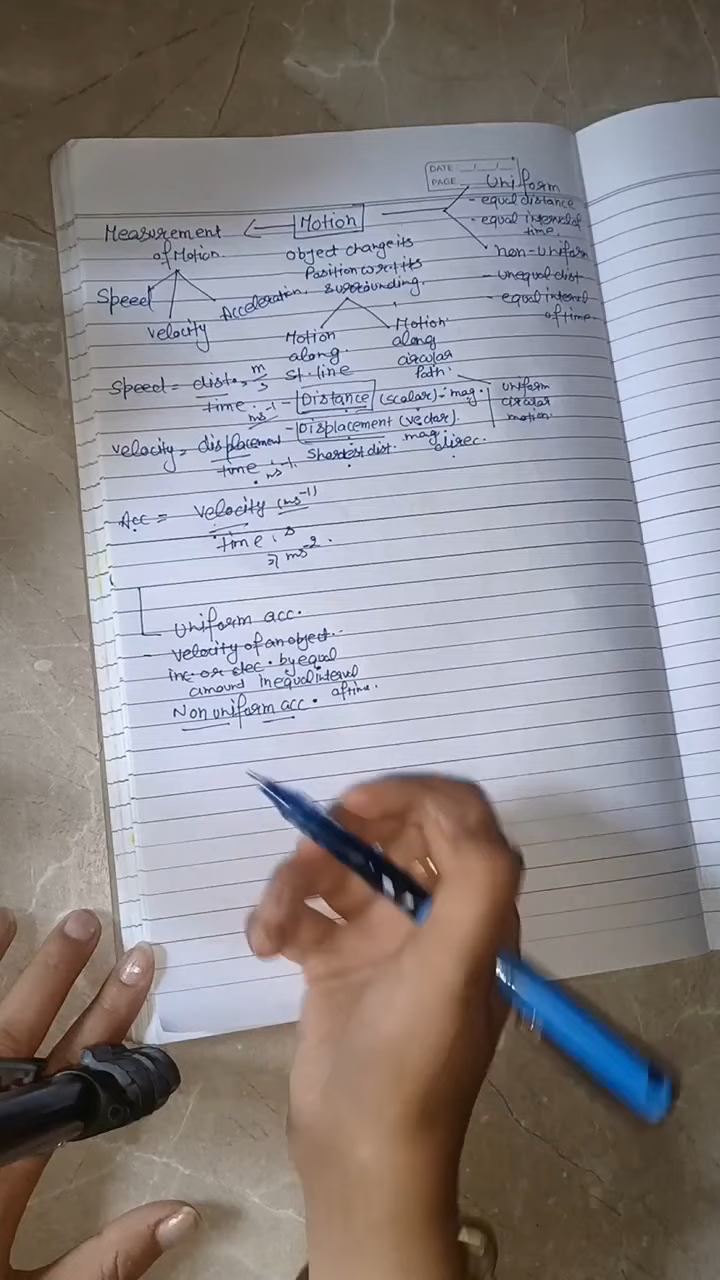 DATE: __/__/__
PAGE
Uniform
- equal distance
- equal interval of
time.
non-uniform
- unequal dist
- equal interval
of time.
Motion
Object change its
Position w.r.t its
surrounding.
Measurement
of Motion.
Speed
velocity
Acceleration
Motion
along
st. line
Motion
along
circular
Path.
uniform
circular
motion.
Speed = dist. m
time. s
ms-1
- Distance (scalar) - mag.
velocity = displacement
time. ms-1.
- Displacement (vector).
Shortest dist. mag
direc.
Acc = velocity (ms-1)
time. s
ms-2.
uniform acc.
velocity of an object
inc. or dec. by equal
amount in equal interval
of time.
Non uniform acc.